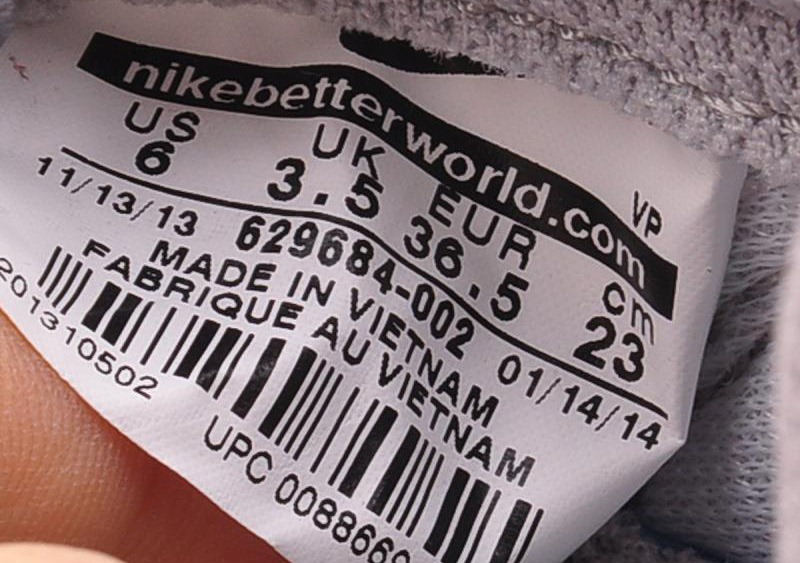 nikebetterworld.com
VP
US UK EUR cm
6 3.5 36.5 23
11/13/13 629684-002 01/14/14
MADE IN VIETNAM
FABRIQUE AU VIETNAM
201310502
UPC 0088669